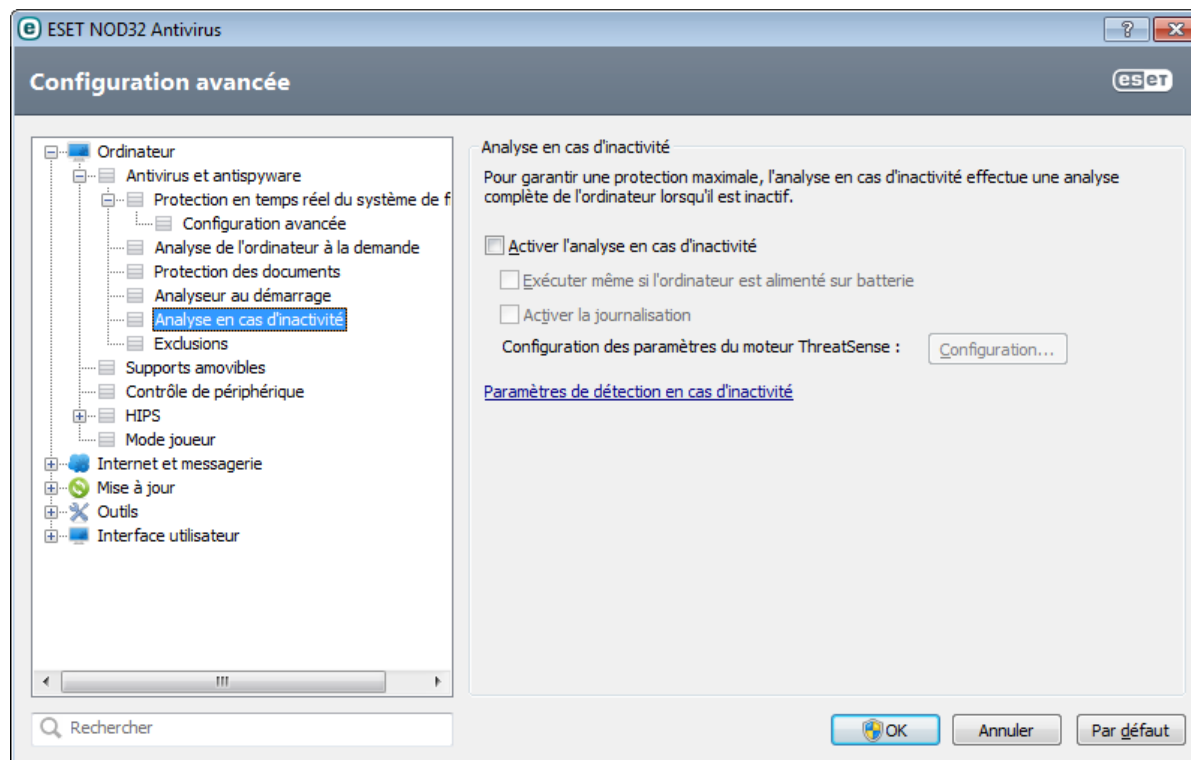 ESET NOD32 Antivirus
Configuration avancée
eset
Ordinateur
Antivirus et antispyware
Protection en temps réel du système de f
Configuration avancée
Analyse de l'ordinateur à la demande
Protection des documents
Analyseur au démarrage
Analyse en cas d'inactivité
Exclusions
Supports amovibles
Contrôle de périphérique
HIPS
Mode joueur
Internet et messagerie
Mise à jour
Outils
Interface utilisateur
Rechercher
Analyse en cas d'inactivité
Pour garantir une protection maximale, l'analyse en cas d'inactivité effectue une analyse
complète de l'ordinateur lorsqu'il est inactif.
Activer l'analyse en cas d'inactivité
Exécuter même si l'ordinateur est alimenté sur batterie
Activer la journalisation
Configuration des paramètres du moteur ThreatSense : Configuration...
Paramètres de détection en cas d'inactivité
OK Annuler Par défaut